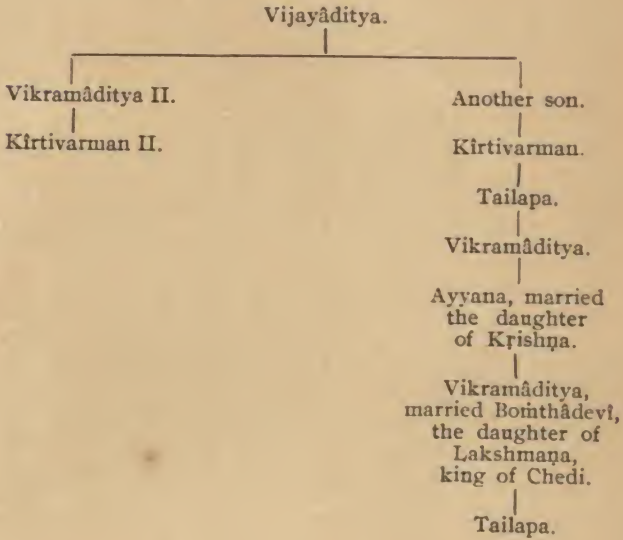 Vijayâditya.
Vikramâditya II.
Kîrtivarman II.
Another son.
Kîrtivarman.
Tailapa.
Vikramâditya.
Ayyana, married
the daughter
of Kṛishṇa.
Vikramâditya,
married Boṁthâdevî,
the daughter of
Lakshmaṇa,
king of Chedi.
Tailapa.